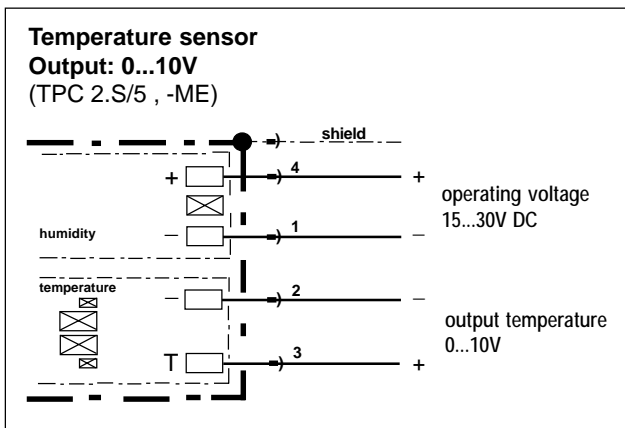 Temperature sensor
Output: 0...10V
(TPC 2.S/5 , -ME)
shield
+ 4 +
operating voltage
15...30V DC
humidity – 1 –
temperature – 2 –
output temperature
0...10V
T 3 +